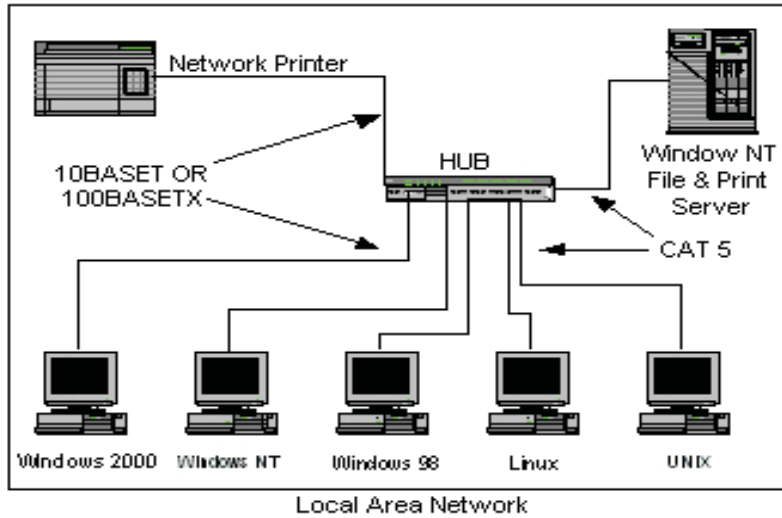 Network Printer
10BASET OR
100BASETX
HUB
Window NT
File & Print
Server
CAT 5
Windows 2000
Windows NT
Windows 98
Linux
UNIX
Local Area Network